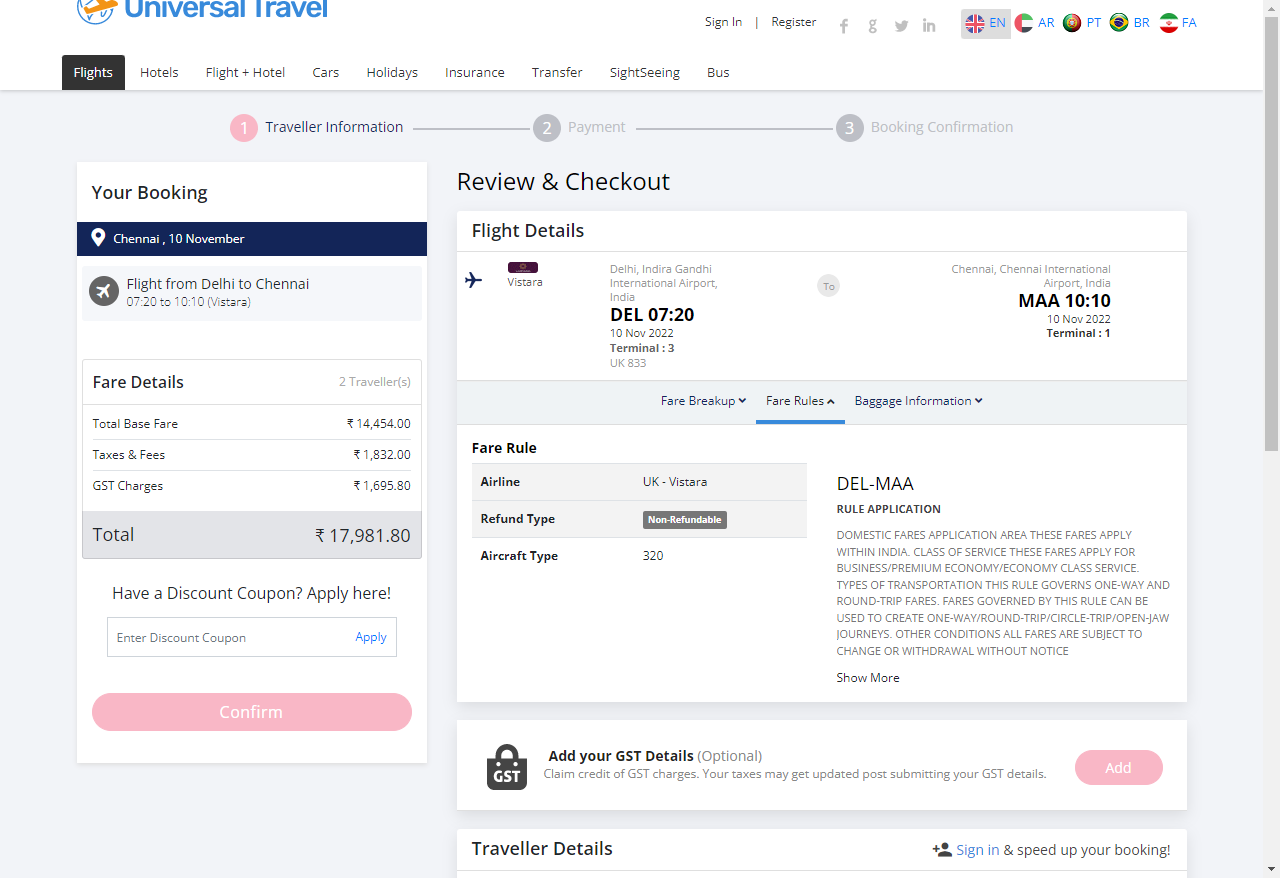 Universal Travel
Sign In | Register
EN AR PT BR FA
Flights Hotels Flight + Hotel Cars Holidays Insurance Transfer SightSeeing Bus
1 Traveller Information 2 Payment 3 Booking Confirmation
Your Booking
Chennai , 10 November
Flight from Delhi to Chennai
07:20 to 10:10 (Vistara)
Fare Details 2 Traveller(s)
Total Base Fare ₹ 14,454.00
Taxes & Fees ₹ 1,832.00
GST Charges ₹ 1,695.80
Total ₹ 17,981.80
Have a Discount Coupon? Apply here!
Enter Discount Coupon Apply
Confirm
Review & Checkout
Flight Details
Vistara
Delhi, Indira Gandhi
International Airport,
India
DEL 07:20
10 Nov 2022
Terminal : 3
UK 833
To
Chennai, Chennai International
Airport, India
MAA 10:10
10 Nov 2022
Terminal : 1
Fare Breakup Fare Rules Baggage Information
Fare Rule
Airline UK - Vistara
Refund Type Non-Refundable
Aircraft Type 320
DEL-MAA
RULE APPLICATION
DOMESTIC FARES APPLICATION AREA THESE FARES APPLY
WITHIN INDIA. CLASS OF SERVICE THESE FARES APPLY FOR
BUSINESS/PREMIUM ECONOMY/ECONOMY CLASS SERVICE.
TYPES OF TRANSPORTATION THIS RULE GOVERNS ONE-WAY AND
ROUND-TRIP FARES. FARES GOVERNED BY THIS RULE CAN BE
USED TO CREATE ONE-WAY/ROUND-TRIP/CIRCLE-TRIP/OPEN-JAW
JOURNEYS. OTHER CONDITIONS ALL FARES ARE SUBJECT TO
CHANGE OR WITHDRAWAL WITHOUT NOTICE
Show More
GST
Add your GST Details (Optional)
Claim credit of GST charges. Your taxes may get updated post submitting your GST details.
Add
Traveller Details
Sign in & speed up your booking!